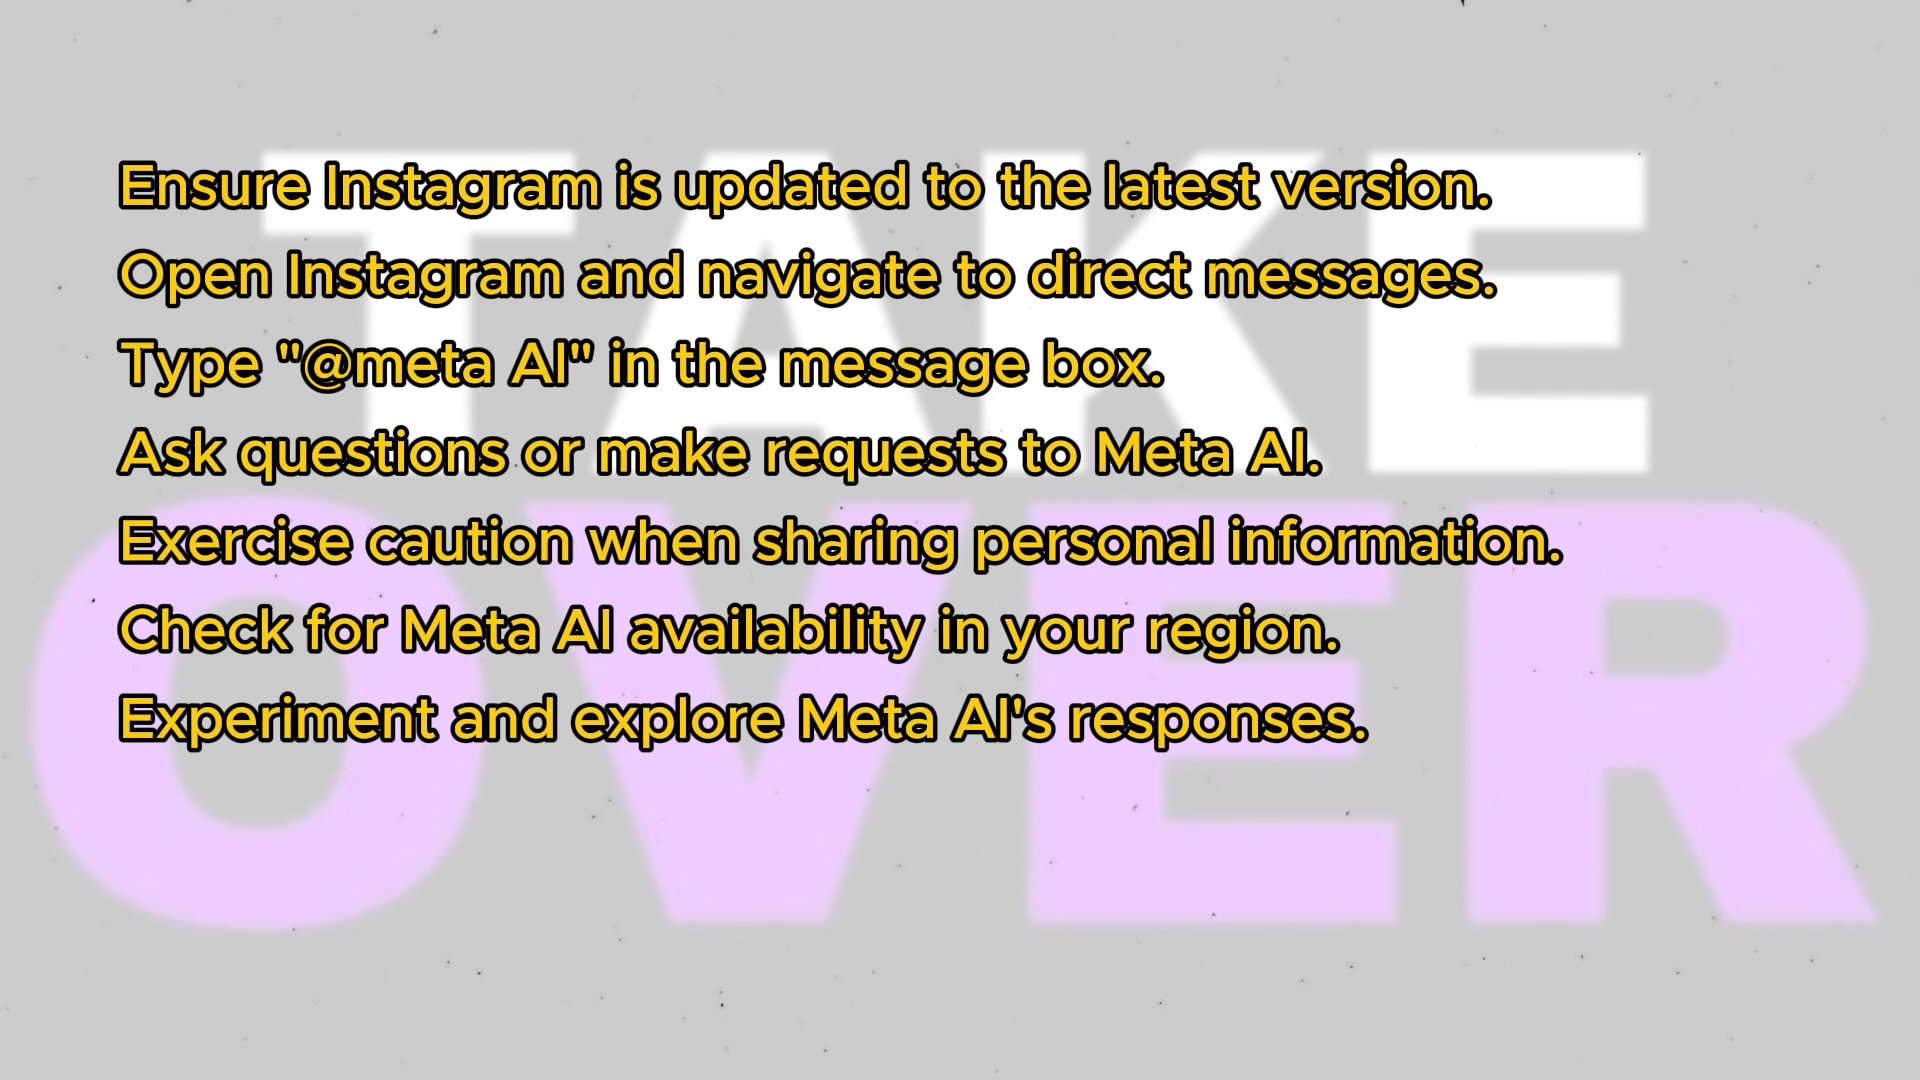 TAKE
OVER
Ensure Instagram is updated to the latest version.
Open Instagram and navigate to direct messages.
Type "@meta AI" in the message box.
Ask questions or make requests to Meta AI.
Exercise caution when sharing personal information.
Check for Meta AI availability in your region.
Experiment and explore Meta AI's responses.